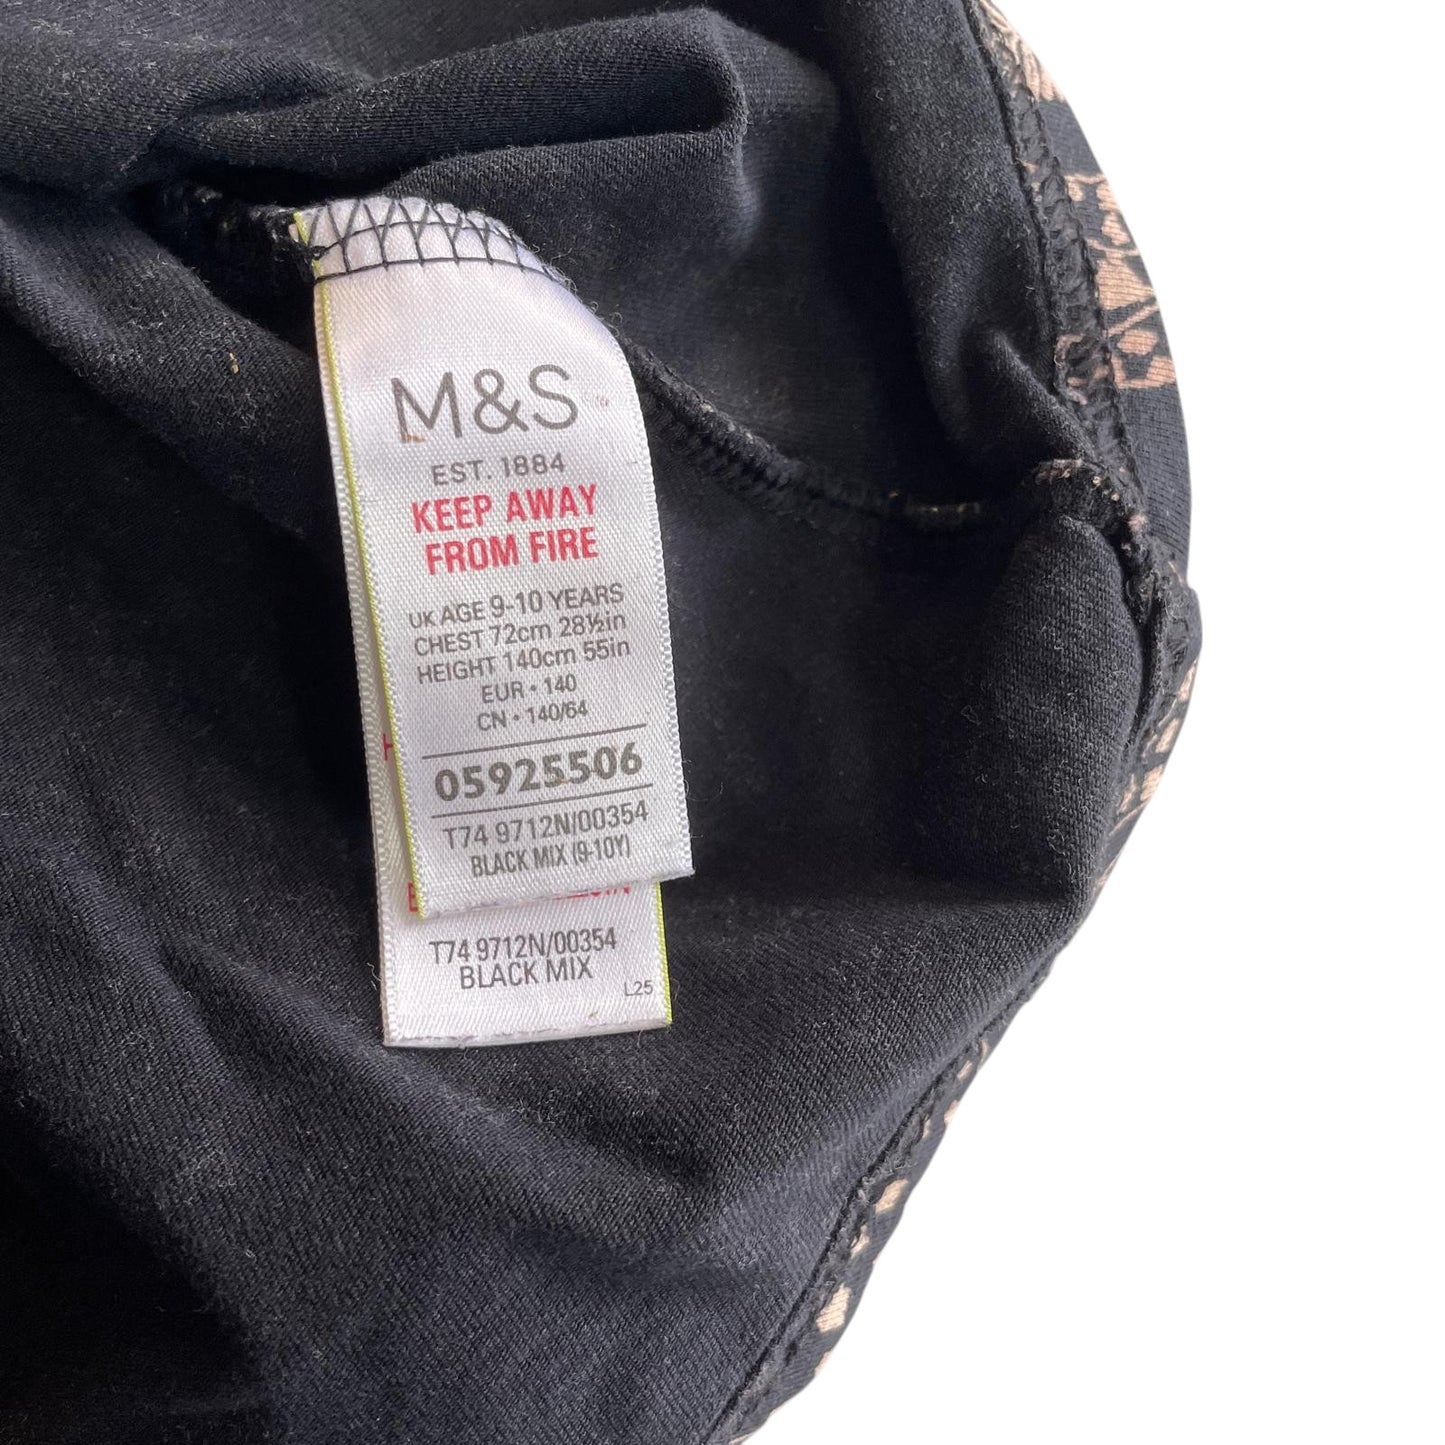 M&S
EST. 1884
KEEP AWAY
FROM FIRE
UK AGE 9-10 YEARS
CHEST 72cm 28½in
HEIGHT 140cm 55in
EUR • 140
CN • 140/64
05925506
T74 9712N/00354
BLACK MIX (9-10Y)
T74 9712N/00354
BLACK MIX
L25